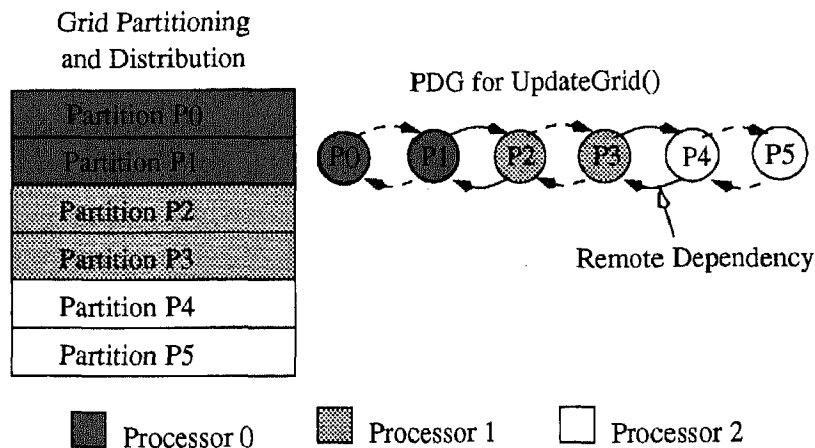 Grid Partitioning
and Distribution
Partition P0
Partition P1
Partition P2
Partition P3
Partition P4
Partition P5
PDG for UpdateGrid()
P0 P1 P2 P3 P4 P5
Remote Dependency
Processor 0 Processor 1 Processor 2